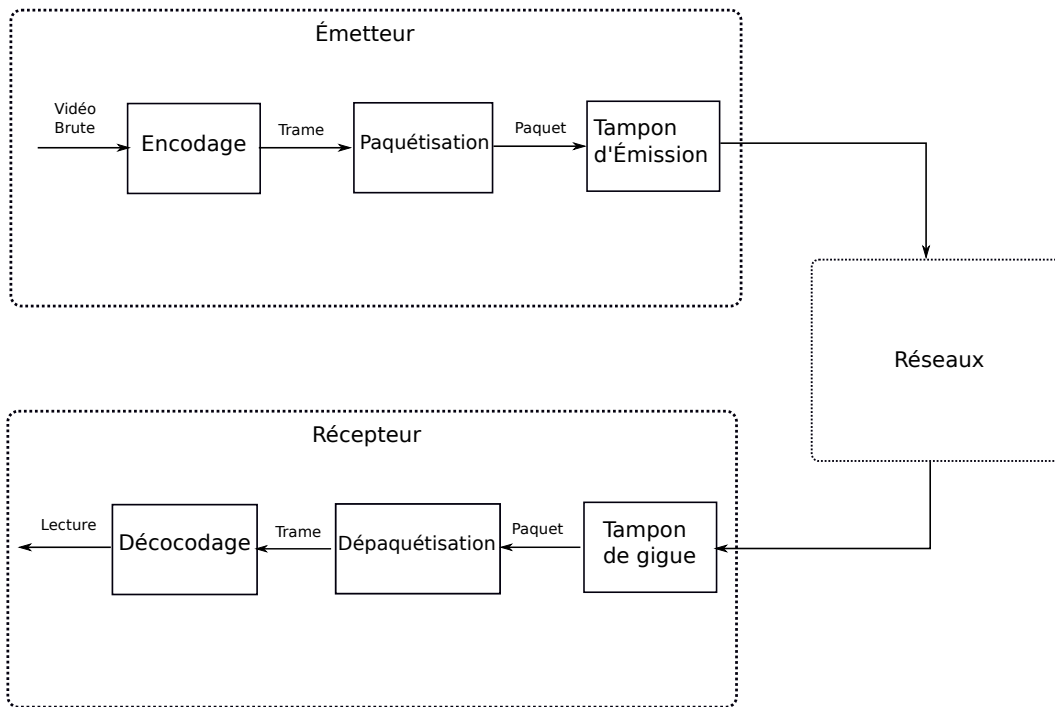 Émetteur
Vidéo
Brute
Encodage
Trame
Paquétisation
Paquet
Tampon
d'Émission
Réseaux
Récepteur
Lecture
Décocodage
Trame
Dépaquétisation
Paquet
Tampon
de gigue